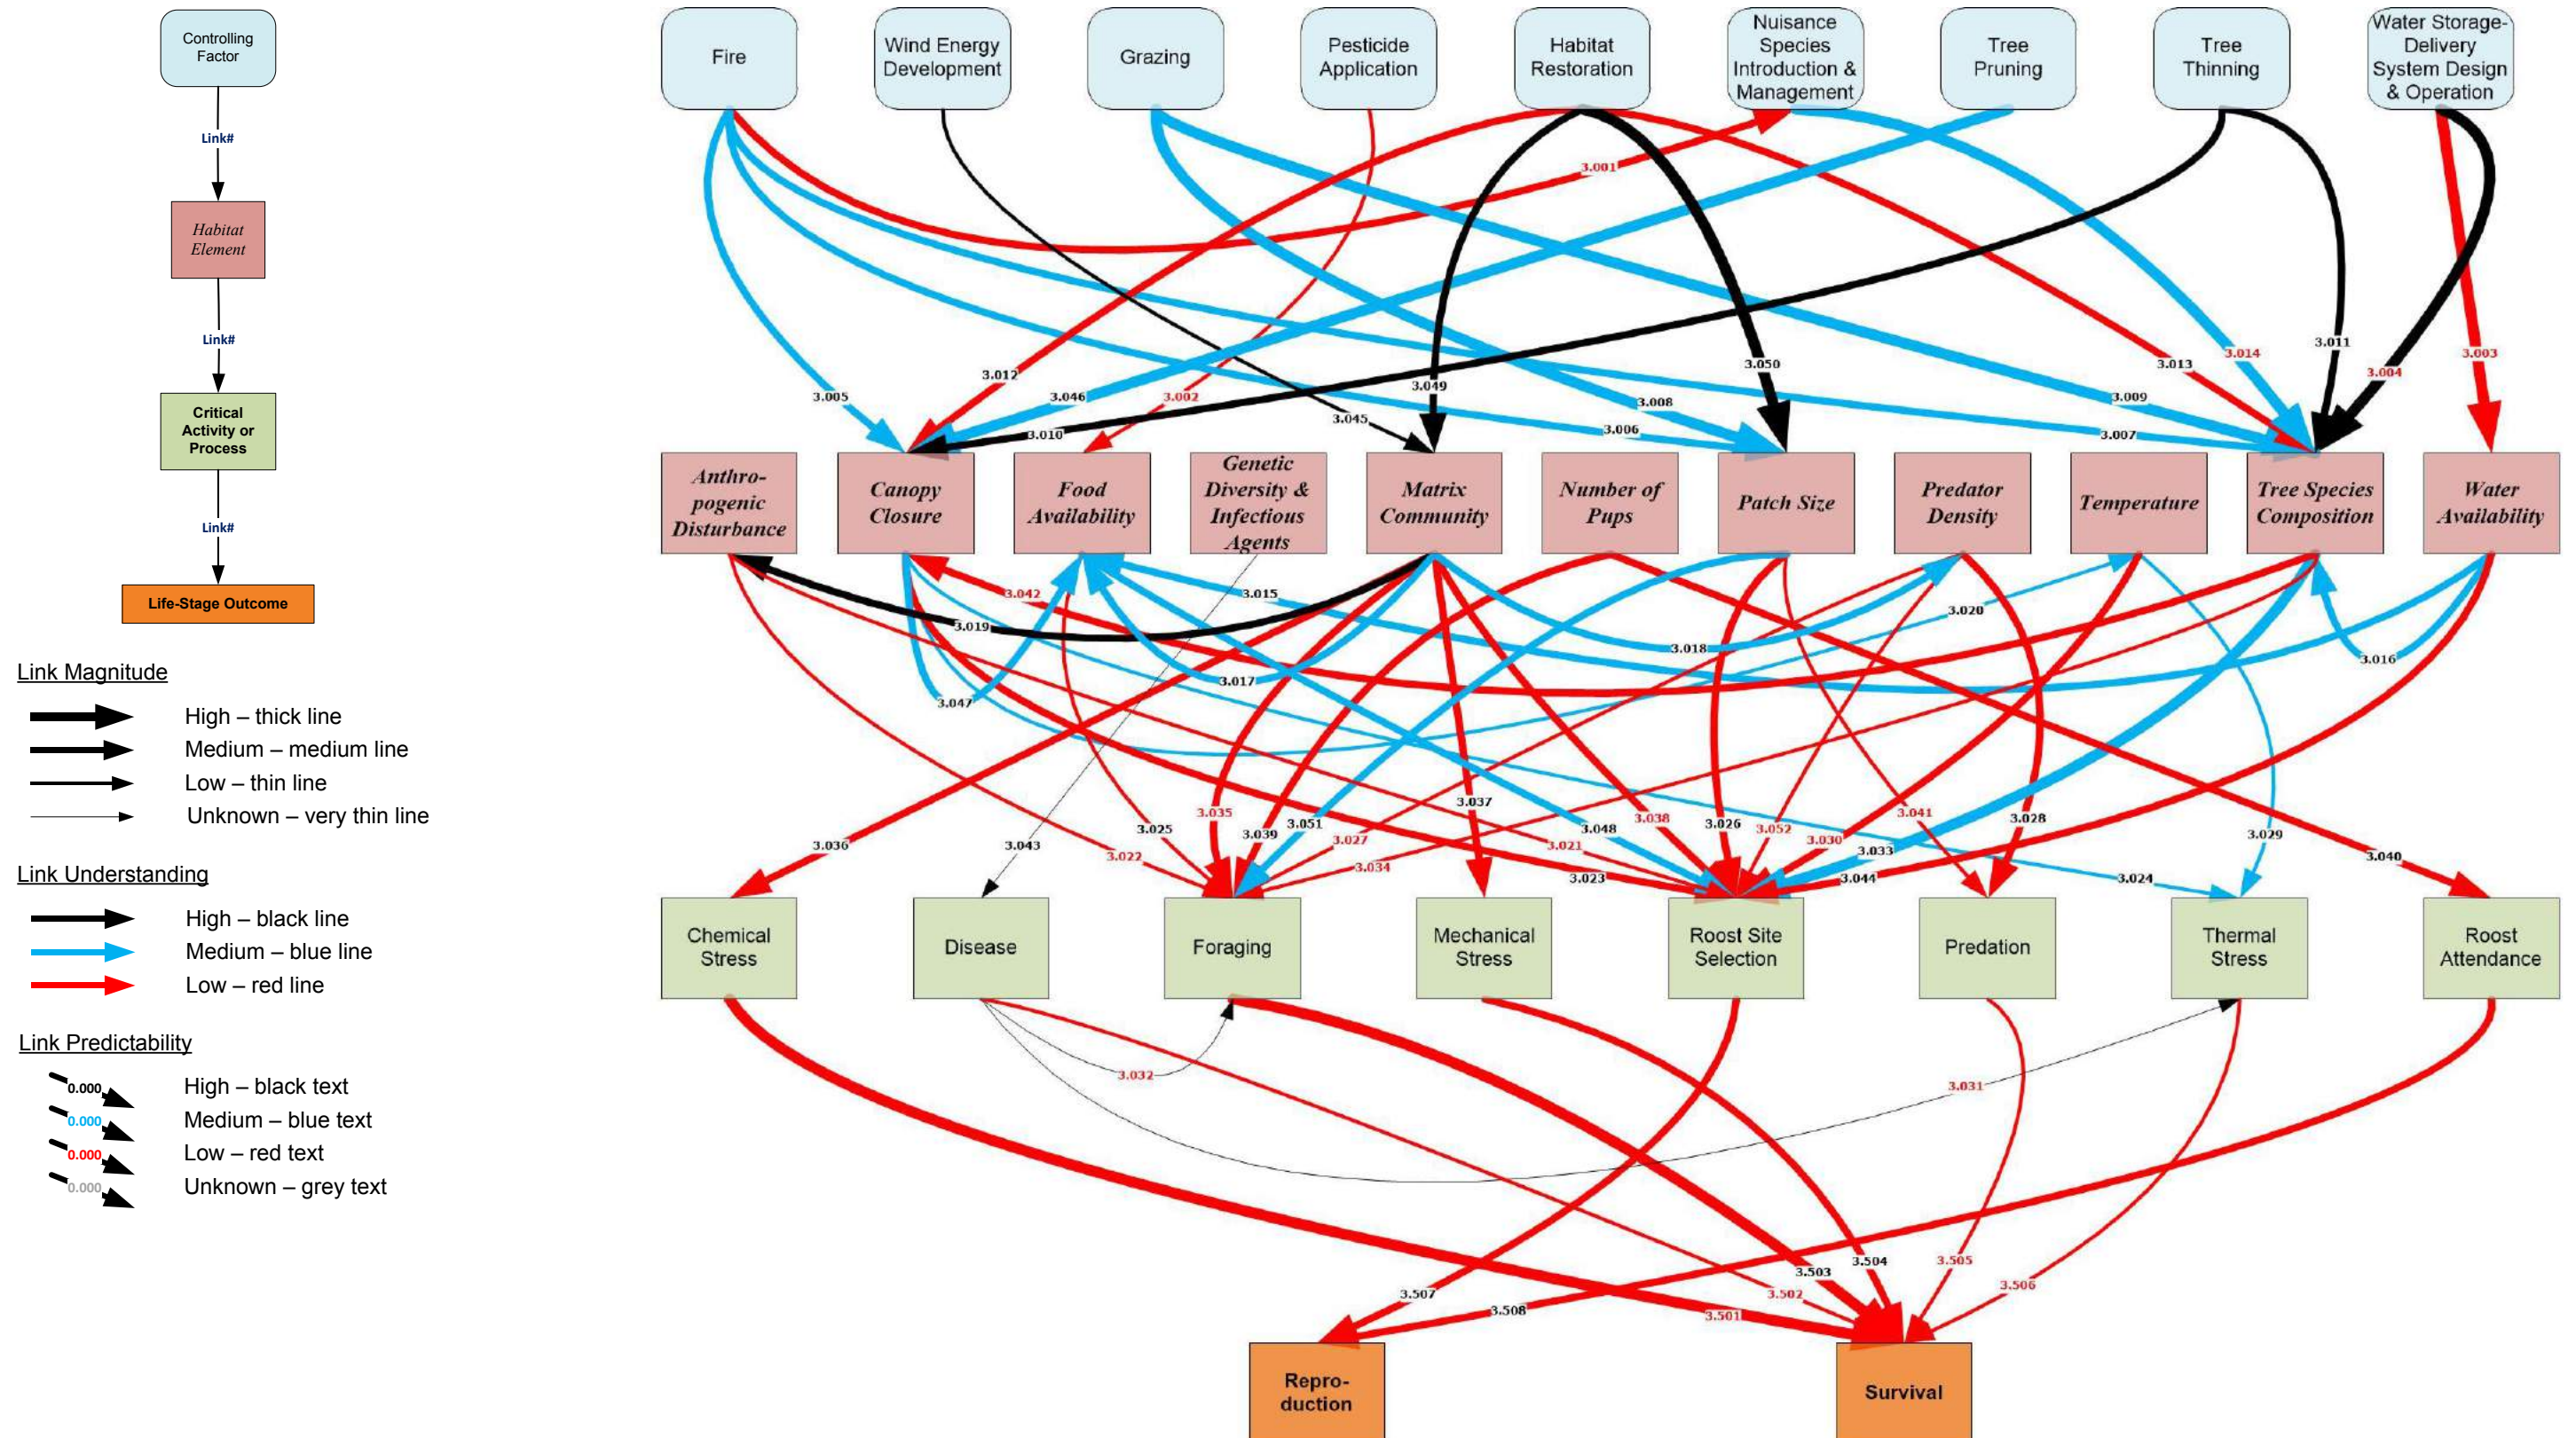 Controlling
Factor
Link#
Habitat
Element
Link#
Critical
Activity or
Process
Link#
Life-Stage Outcome
Link Magnitude
High – thick line
Medium – medium line
Low – thin line
Unknown – very thin line
Link Understanding
High – black line
Medium – blue line
Low – red line
Link Predictability
0.000
High – black text
0.000
Medium – blue text
0.000
Low – red text
0.000
Unknown – grey text
Fire
Wind Energy
Development
Grazing
Pesticide
Application
Habitat
Restoration
Nuisance
Species
Introduction &
Management
Tree
Pruning
Tree
Thinning
Water Storage-
Delivery
System Design
& Operation
3.001
3.011
3.014
3.003
3.050
3.013
3.004
3.012
3.049
3.005
3.046
3.002
3.009
3.008
3.045
3.006
3.010
3.007
Anthro-
pogenic
Disturbance
Canopy
Closure
Food
Availability
Genetic
Diversity &
Infectious
Agents
Matrix
Community
Number of
Pups
Patch Size
Predator
Density
Temperature
Tree Species
Composition
Water
Availability
3.042
3.015
3.020
3.019
3.018
3.016
3.017
3.047
3.037
3.035
3.041
3.038
3.028
3.051
3.026
3.025
3.048
3.052
3.039
3.029
3.027
3.030
3.036
3.043
3.021
3.033
3.022
3.040
3.034
3.023
3.044
3.024
Chemical
Stress
Disease
Foraging
Mechanical
Stress
Roost Site
Selection
Predation
Thermal
Stress
Roost
Attendance
3.032
3.031
3.504
3.505
3.503
3.506
3.507
3.502
3.508
3.501
Repro-
duction
Survival